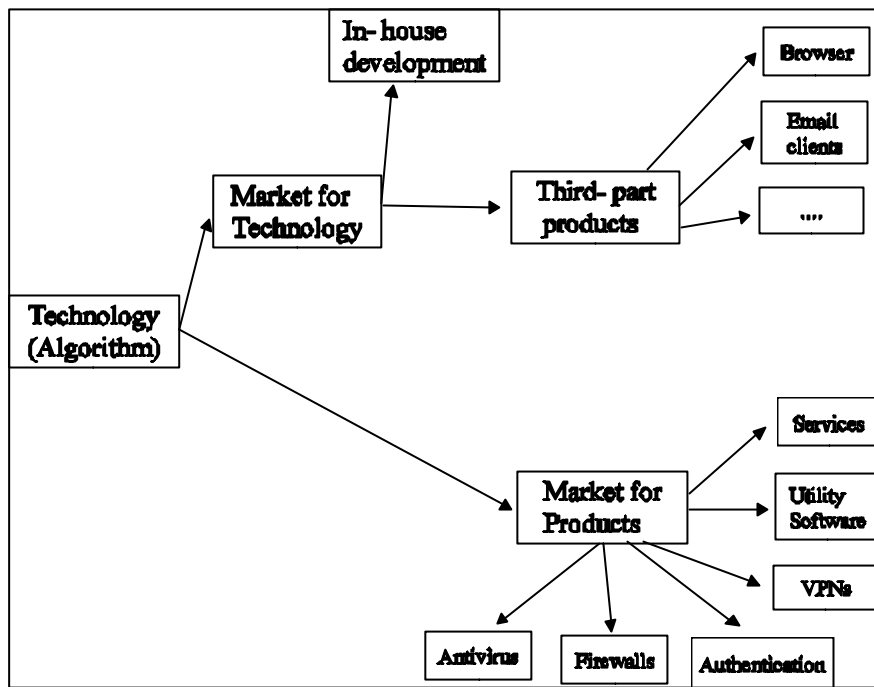 In- house
development
Browser
Email
clients
Market for
Technology
Third- part
products
....
Technology
(Algorithm)
Services
Market for
Products
Utility
Software
VPNs
Antivirus
Firewalls
Authentication